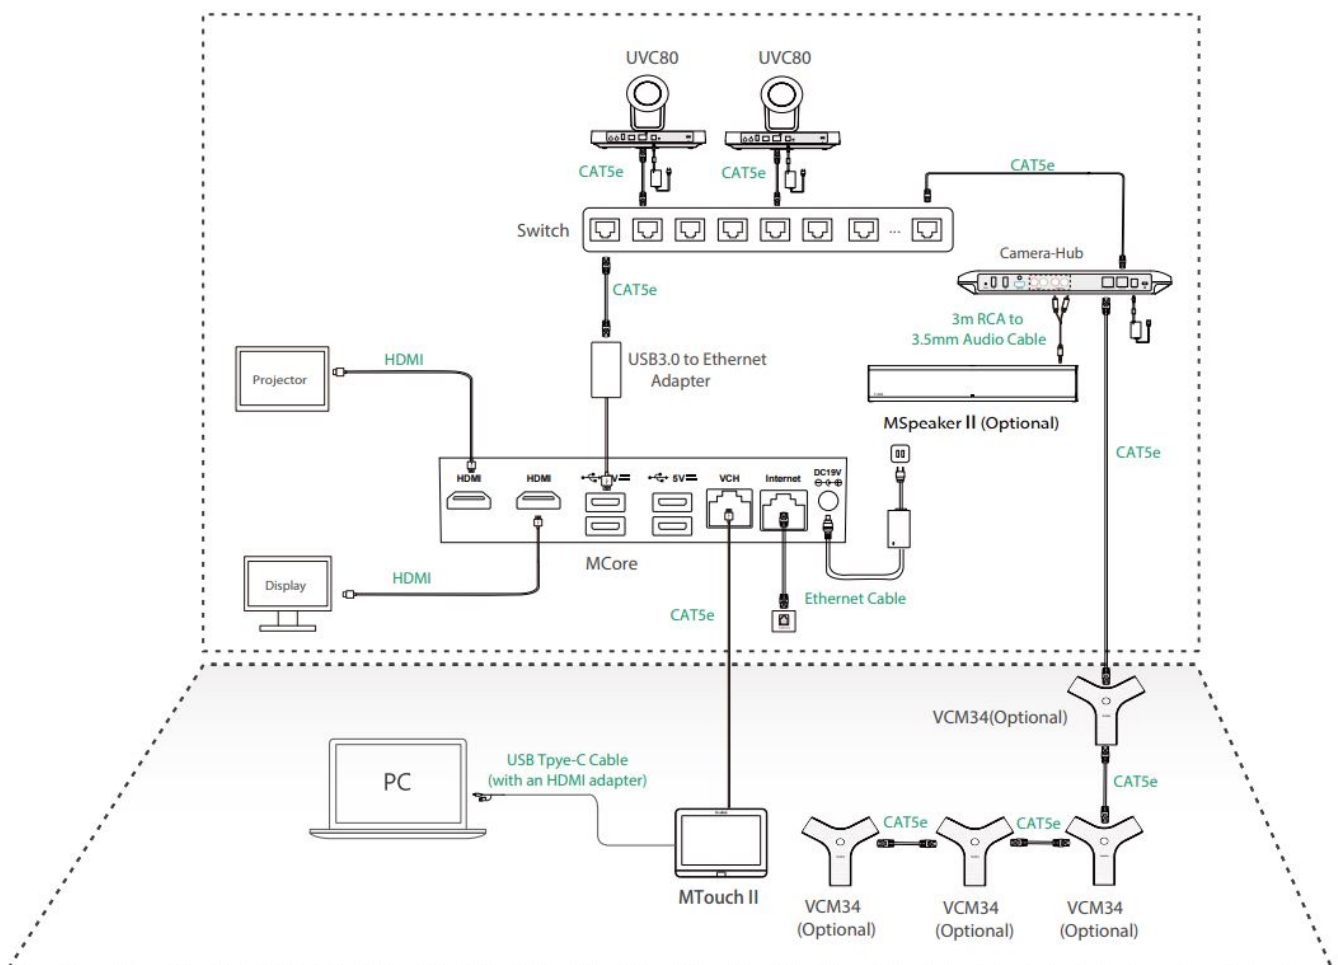 UVC80
UVC80
CAT5e
CAT5e
CAT5e
Switch
...
Camera-Hub
CAT5e
3m RCA to
3.5mm Audio Cable
HDMI
USB3.0 to Ethernet
Adapter
Projector
MSpeaker II (Optional)
CAT5e
HDMI
HDMI
V
5V
VCH
Internet
DC19V
MCore
Display
HDMI
Ethernet Cable
CAT5e
VCM34(Optional)
PC
USB Tpye-C Cable
(with an HDMI adapter)
CAT5e
CAT5e
CAT5e
MTouch II
VCM34
(Optional)
VCM34
(Optional)
VCM34
(Optional)